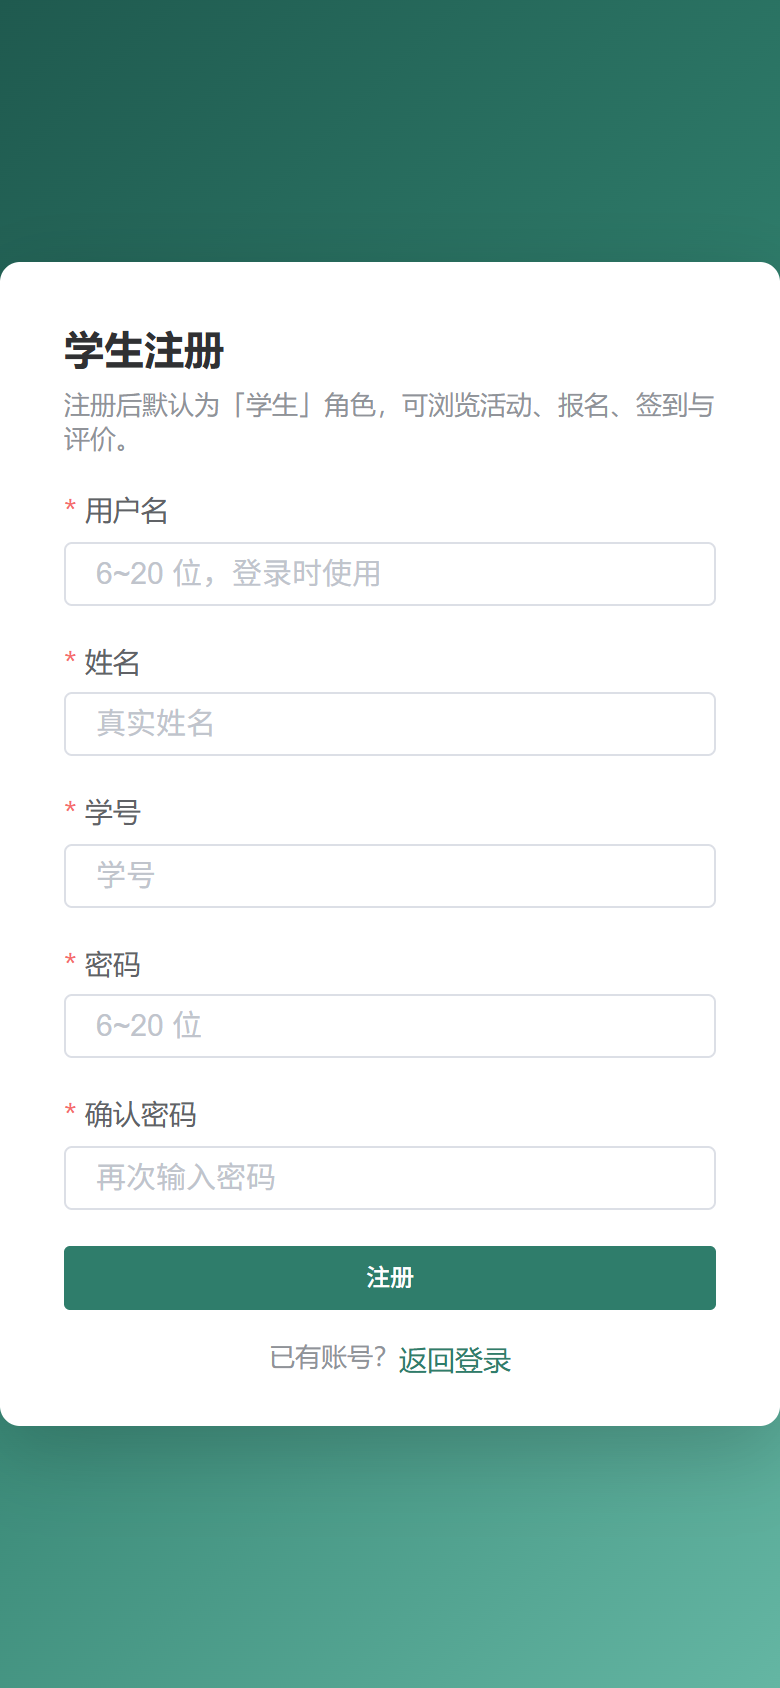 学生注册
注册后默认为「学生」角色，可浏览活动、报名、签到与
评价。
* 用户名
6~20 位，登录时使用
* 姓名
真实姓名
* 学号
学号
* 密码
6~20 位
* 确认密码
再次输入密码
注册
已有账号？返回登录